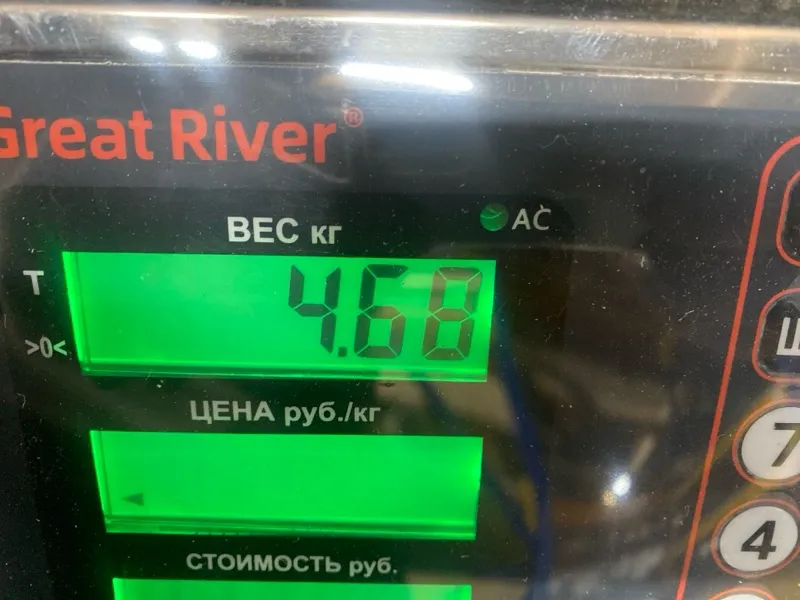 Great River®
ВЕС кг
AC
T
4.68
>0<
ЦЕНА руб./кг
7
4
СТОИМОСТЬ руб.